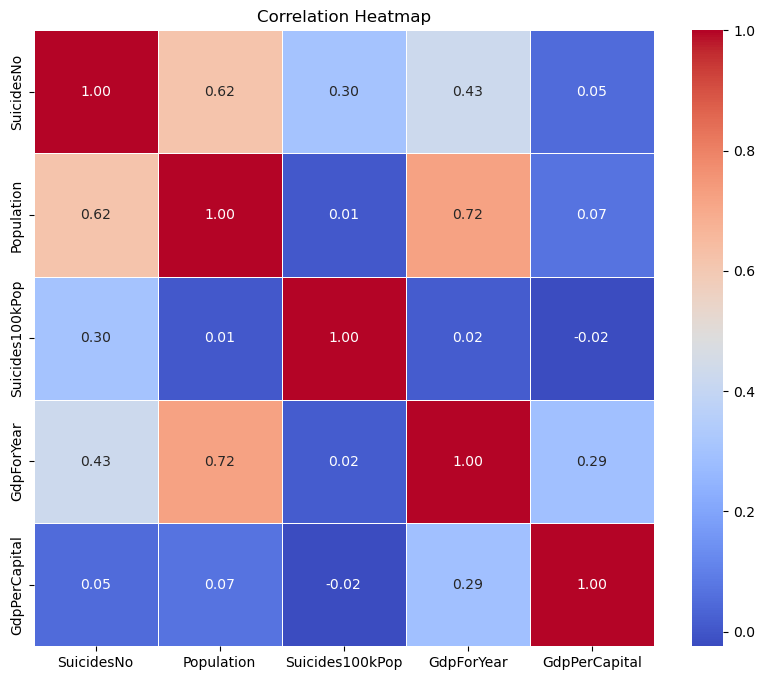 Correlation Heatmap
SuicidesNo 1.00 0.62 0.30 0.43 0.05
Population 0.62 1.00 0.01 0.72 0.07
Suicides100kPop 0.30 0.01 1.00 0.02 -0.02
GdpForYear 0.43 0.72 0.02 1.00 0.29
GdpPerCapital 0.05 0.07 -0.02 0.29 1.00
SuicidesNo Population Suicides100kPop GdpForYear GdpPerCapital
1.0
0.8
0.6
0.4
0.2
0.0